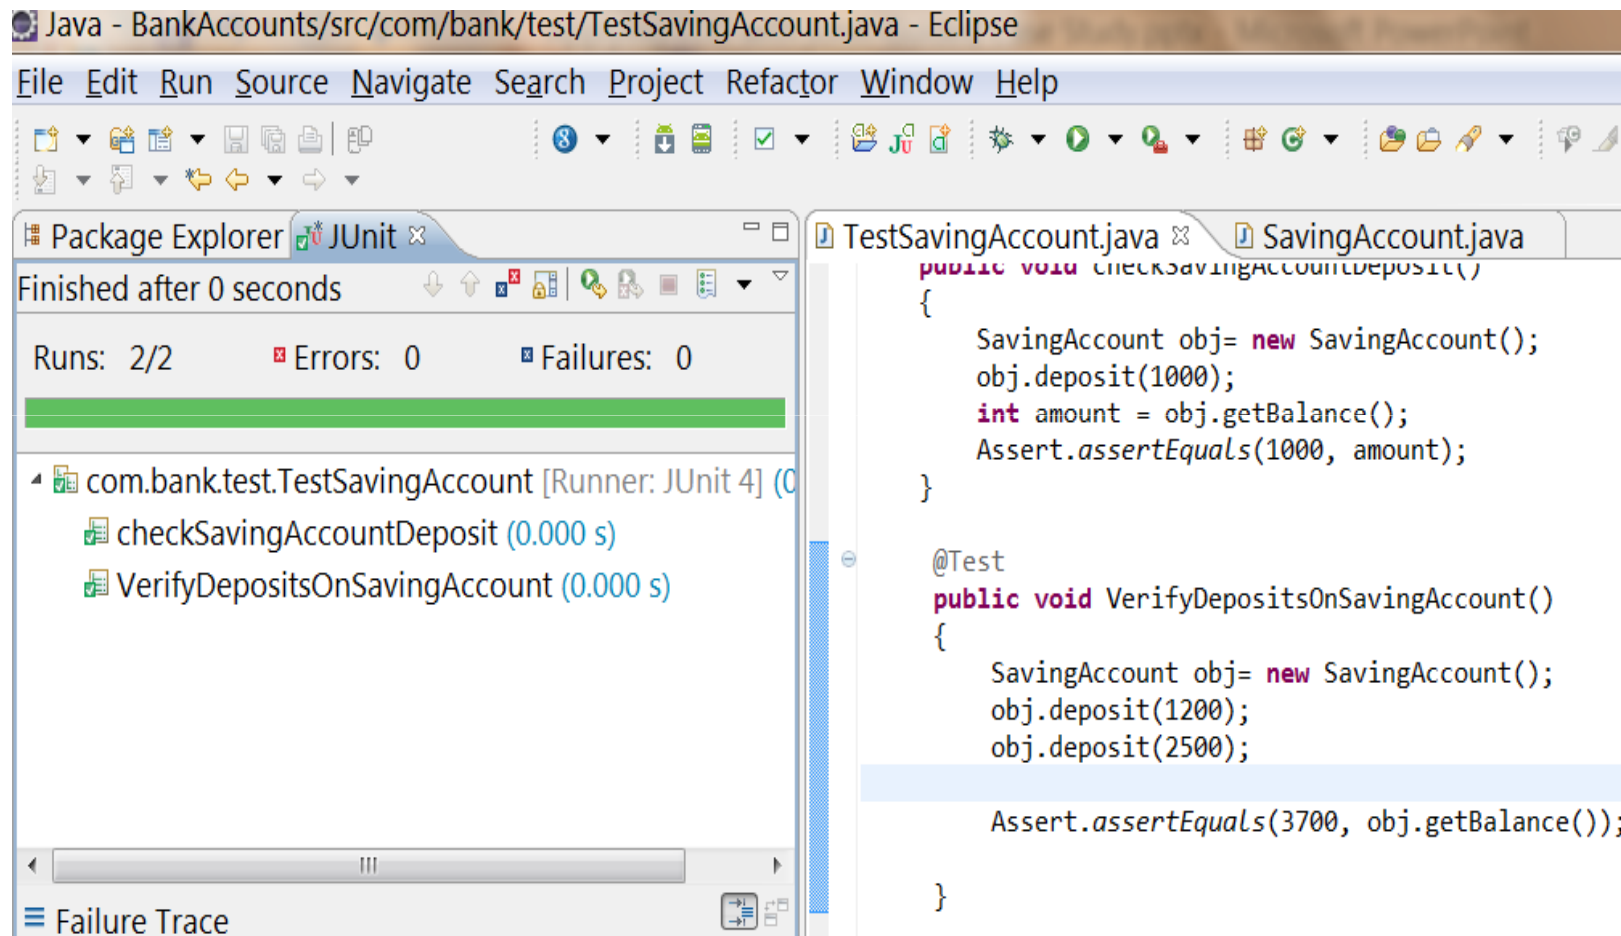 Java - BankAccounts/src/com/bank/test/TestSavingAccount.java - Eclipse
File Edit Run Source Navigate Search Project Refactor Window Help
Package Explorer JUnit
Finished after 0 seconds
Runs: 2/2 Errors: 0 Failures: 0
com.bank.test.TestSavingAccount [Runner: JUnit 4] (0
checkSavingAccountDeposit (0.000 s)
VerifyDepositsOnSavingAccount (0.000 s)
Failure Trace
TestSavingAccount.java SavingAccount.java
public void checkSavingAccountDeposit()
{
SavingAccount obj= new SavingAccount();
obj.deposit(1000);
int amount = obj.getBalance();
Assert.assertEquals(1000, amount);
}
@Test
public void VerifyDepositsOnSavingAccount()
{
SavingAccount obj= new SavingAccount();
obj.deposit(1200);
obj.deposit(2500);
Assert.assertEquals(3700, obj.getBalance());
}